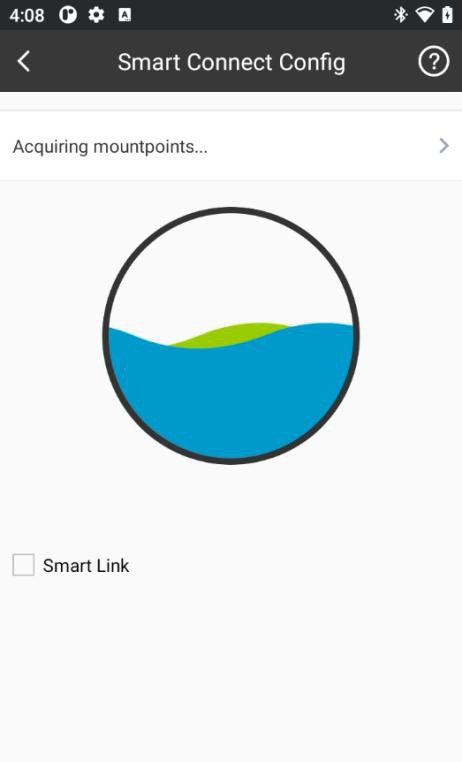 4:08
Smart Connect Config
Acquiring mountpoints...
Smart Link